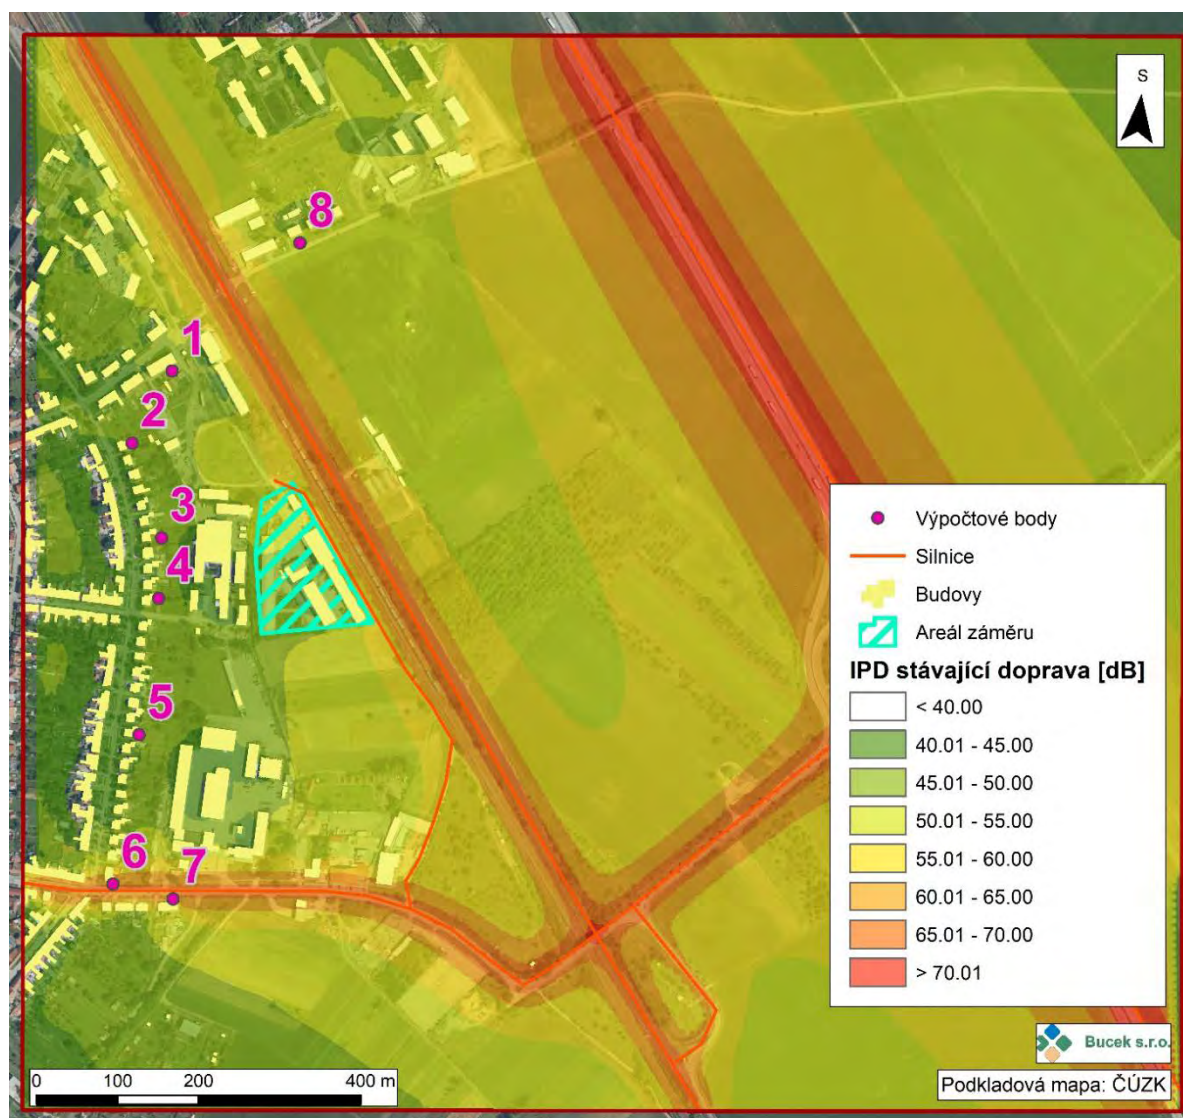 S
8
1
2
3
4
5
6
7
Výpočtové body
Silnice
Budovy
Areál záměru
IPD stávající doprava [dB]
< 40.00
40.01 - 45.00
45.01 - 50.00
50.01 - 55.00
55.01 - 60.00
60.01 - 65.00
65.01 - 70.00
> 70.01
Bucek s.r.o.
0 100 200 400 m
Podkladová mapa: ČÚZK